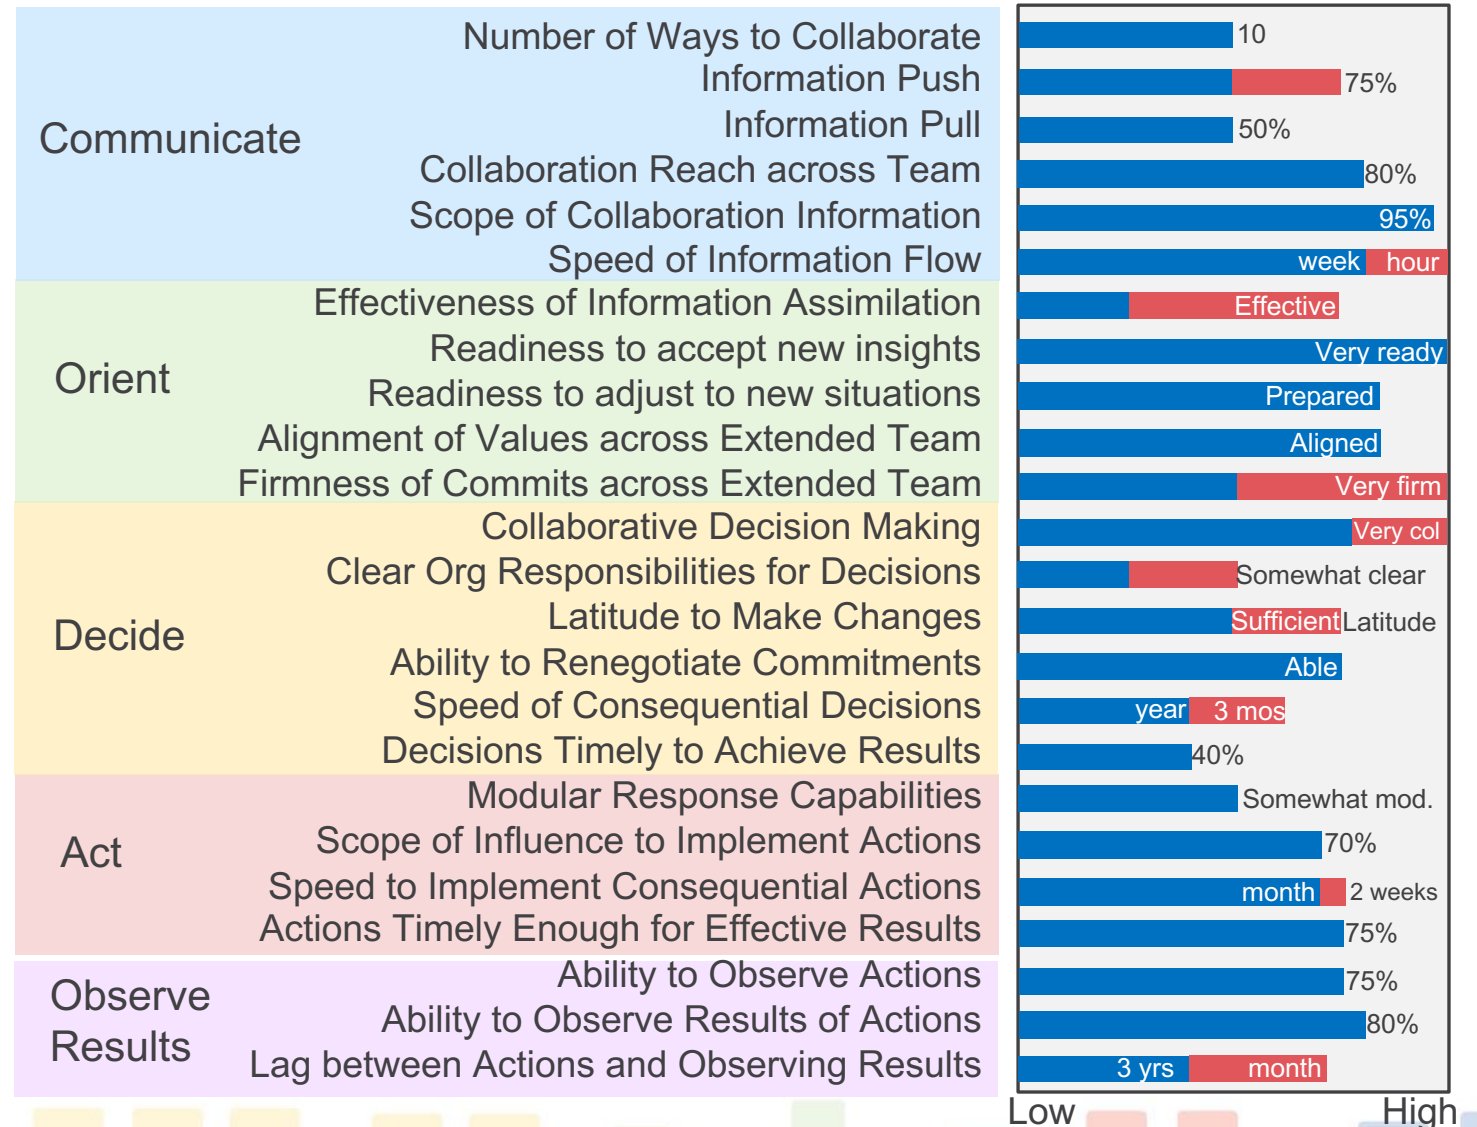 Number of Ways to Collaborate 10
Information Push 75%
Communicate
Information Pull 50%
Collaboration Reach across Team 80%
Scope of Collaboration Information 95%
Speed of Information Flow week hour
Effectiveness of Information Assimilation Effective
Readiness to accept new insights Very ready
Orient
Readiness to adjust to new situations Prepared
Alignment of Values across Extended Team Aligned
Firmness of Commits across Extended Team Very firm
Collaborative Decision Making Very col
Clear Org Responsibilities for Decisions Somewhat clear
Latitude to Make Changes Sufficient Latitude
Decide
Ability to Renegotiate Commitments Able
Speed of Consequential Decisions year 3 mos
Decisions Timely to Achieve Results 40%
Modular Response Capabilities Somewhat mod.
Act
Scope of Influence to Implement Actions 70%
Speed to Implement Consequential Actions month 2 weeks
Actions Timely Enough for Effective Results 75%
Ability to Observe Actions 75%
Observe
Results
Ability to Observe Results of Actions 80%
Lag between Actions and Observing Results 3 yrs month
Low High